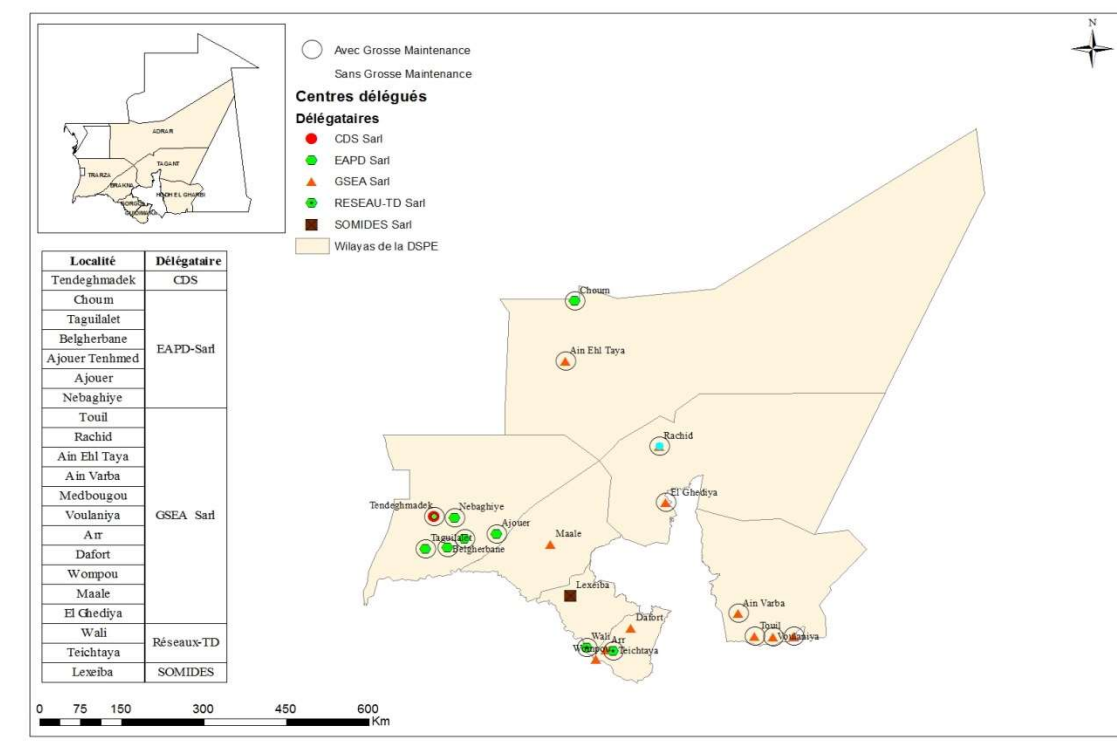 N
Avec Grosse Maintenance
Sans Grosse Maintenance
Centres délégués
Délégataires
CDS Sarl
EAPD Sarl
GSEA Sarl
RESEAU-TD Sarl
SOMIDES Sarl
Wilayas de la DSPE
ADRAR
TAGANT
TRARZA
BRAKNA
HODH EL GHARBI
GORGOL
Localité Délégataire
Tendeghmadek CDS
Choum
Taguilalet
Belgherbane
EAPD-Sarl
Ajouer Tenhmed
Ajouer
Nebaghiye
Touil
Rachid
Ain Ehl Taya
Ain Varba
Medbougou
Voulaniya
GSEA Sarl
Arr
Dafort
Wompou
Maale
El Ghediya
Wali
Réseaux-TD
Teichtaya
Lexeiba SOMIDES
Choum
Ain Ehl Taya
Rachid
El Ghediya
Tendeghmadek
Nebaghiye
Ajouer
Taguilalet
Belgherbane
Maale
Lexeiba
Ain Varba
Dafort
Touil
Voulaniya
Wali
Arr
Wompou
Teichtaya
0 75 150 300 450 600
Km